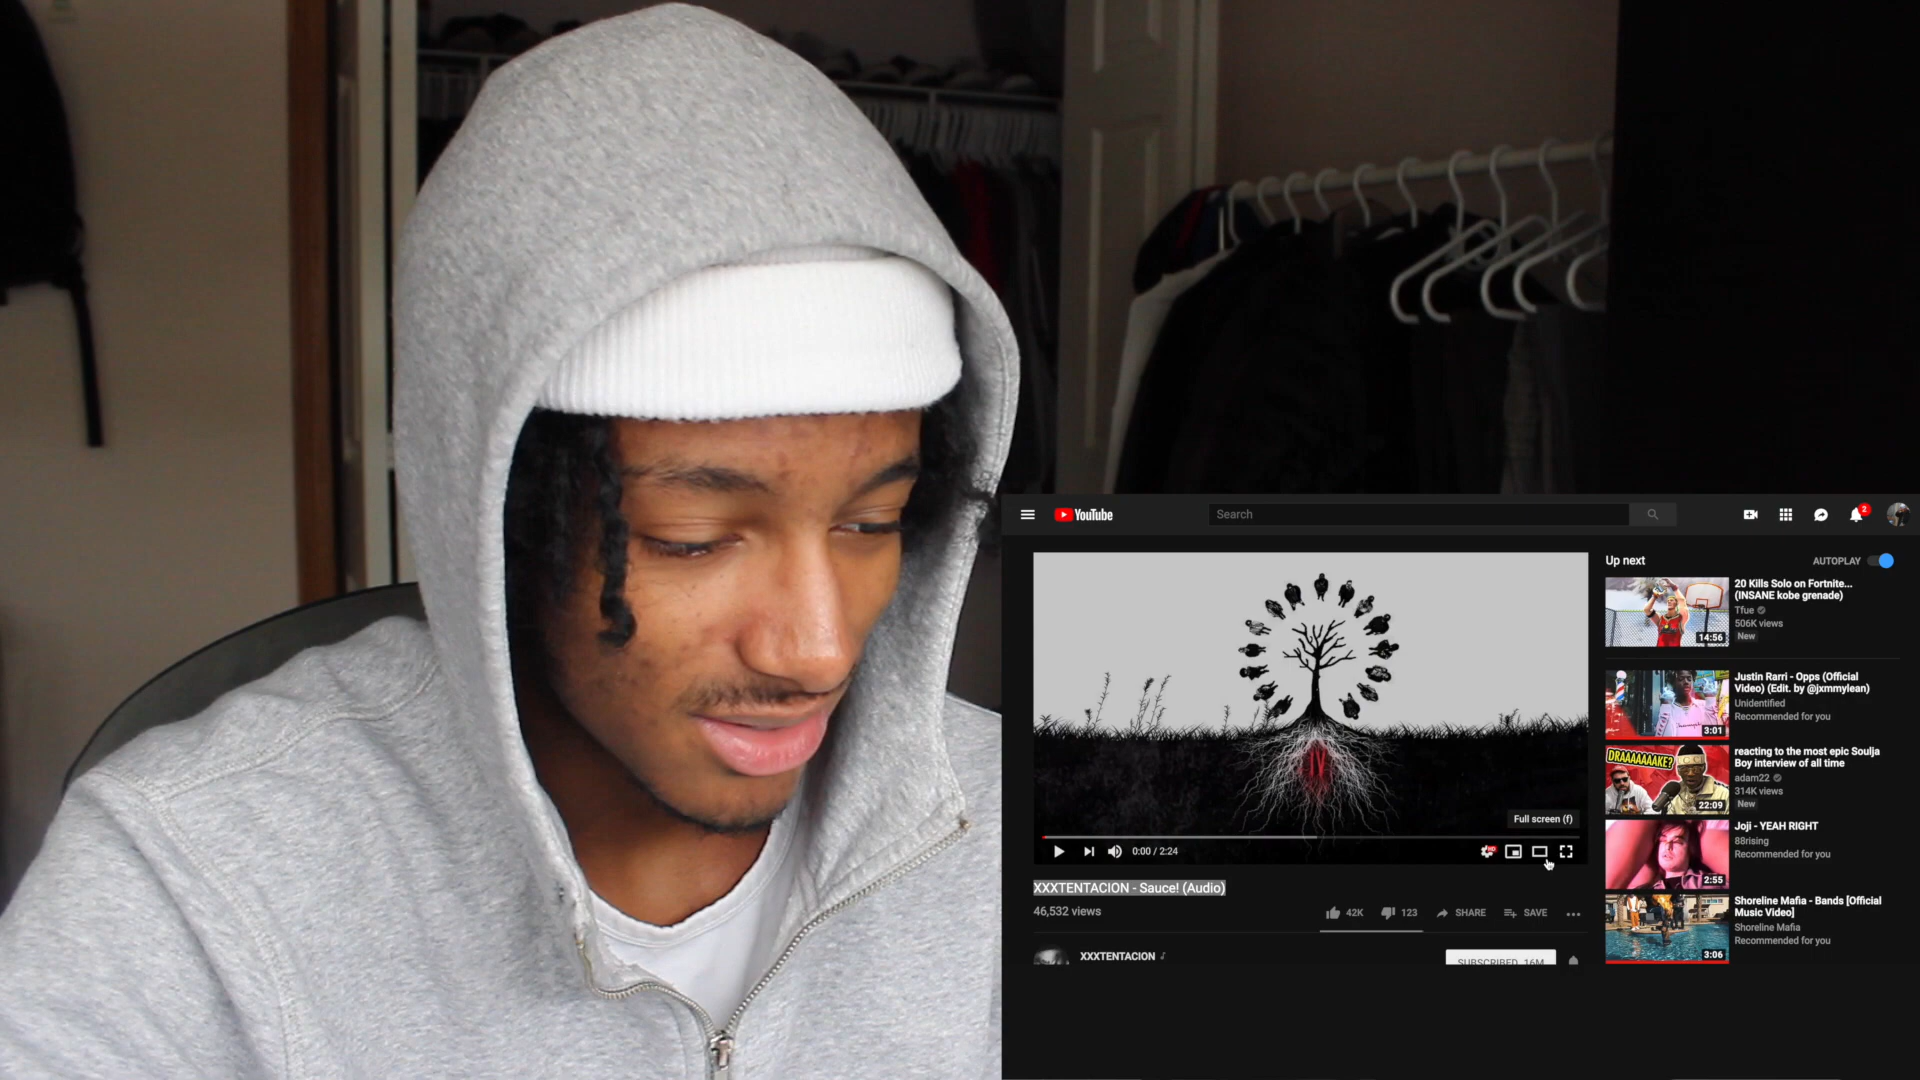 YouTube
Search
2
Full screen (f)
0:00 / 2:24
HD
XXXTENTACION - Sauce! (Audio)
46,532 views
42K
123
SHARE
SAVE
XXXTENTACION
SUBSCRIBED 16M
Up next
AUTOPLAY
14:56
20 Kills Solo on Fortnite...
(INSANE kobe grenade)
Tfue
506K views
New
3:01
Justin Rarri - Opps (Official
Video) (Edit. by @jxmmylean)
Unidentified
Recommended for you
DRAAAAAAKE?
22:09
reacting to the most epic Soulja
Boy interview of all time
adam22
314K views
New
2:55
Joji - YEAH RIGHT
88rising
Recommended for you
3:06
Shoreline Mafia - Bands [Official
Music Video]
Shoreline Mafia
Recommended for you